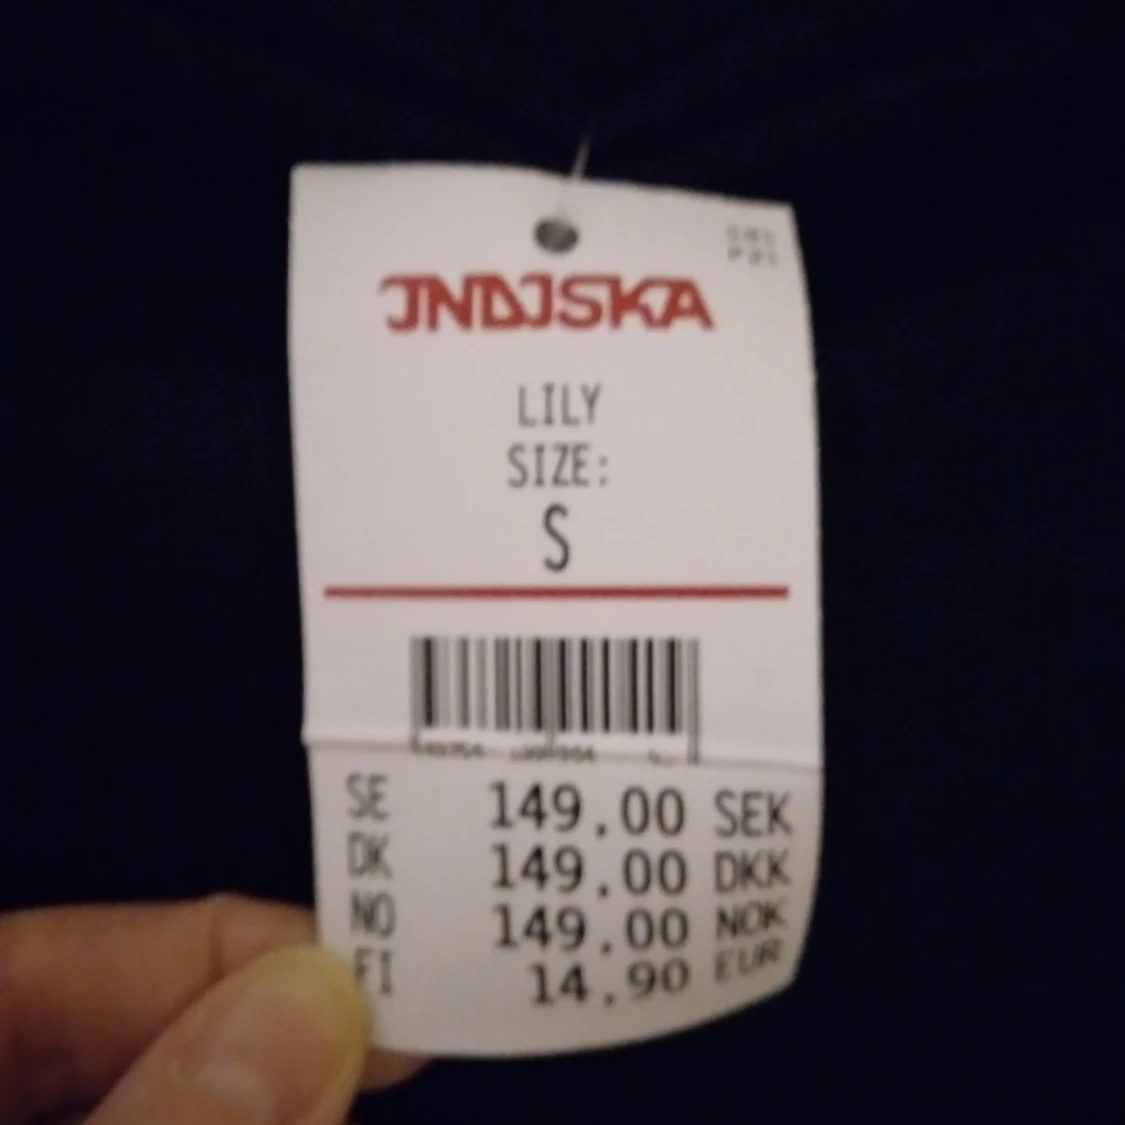 INDISKA
LILY
SIZE:
S
SE 149.00 SEK
DK 149.00 DKK
NO 149.00 NOK
FI 14.90 EUR